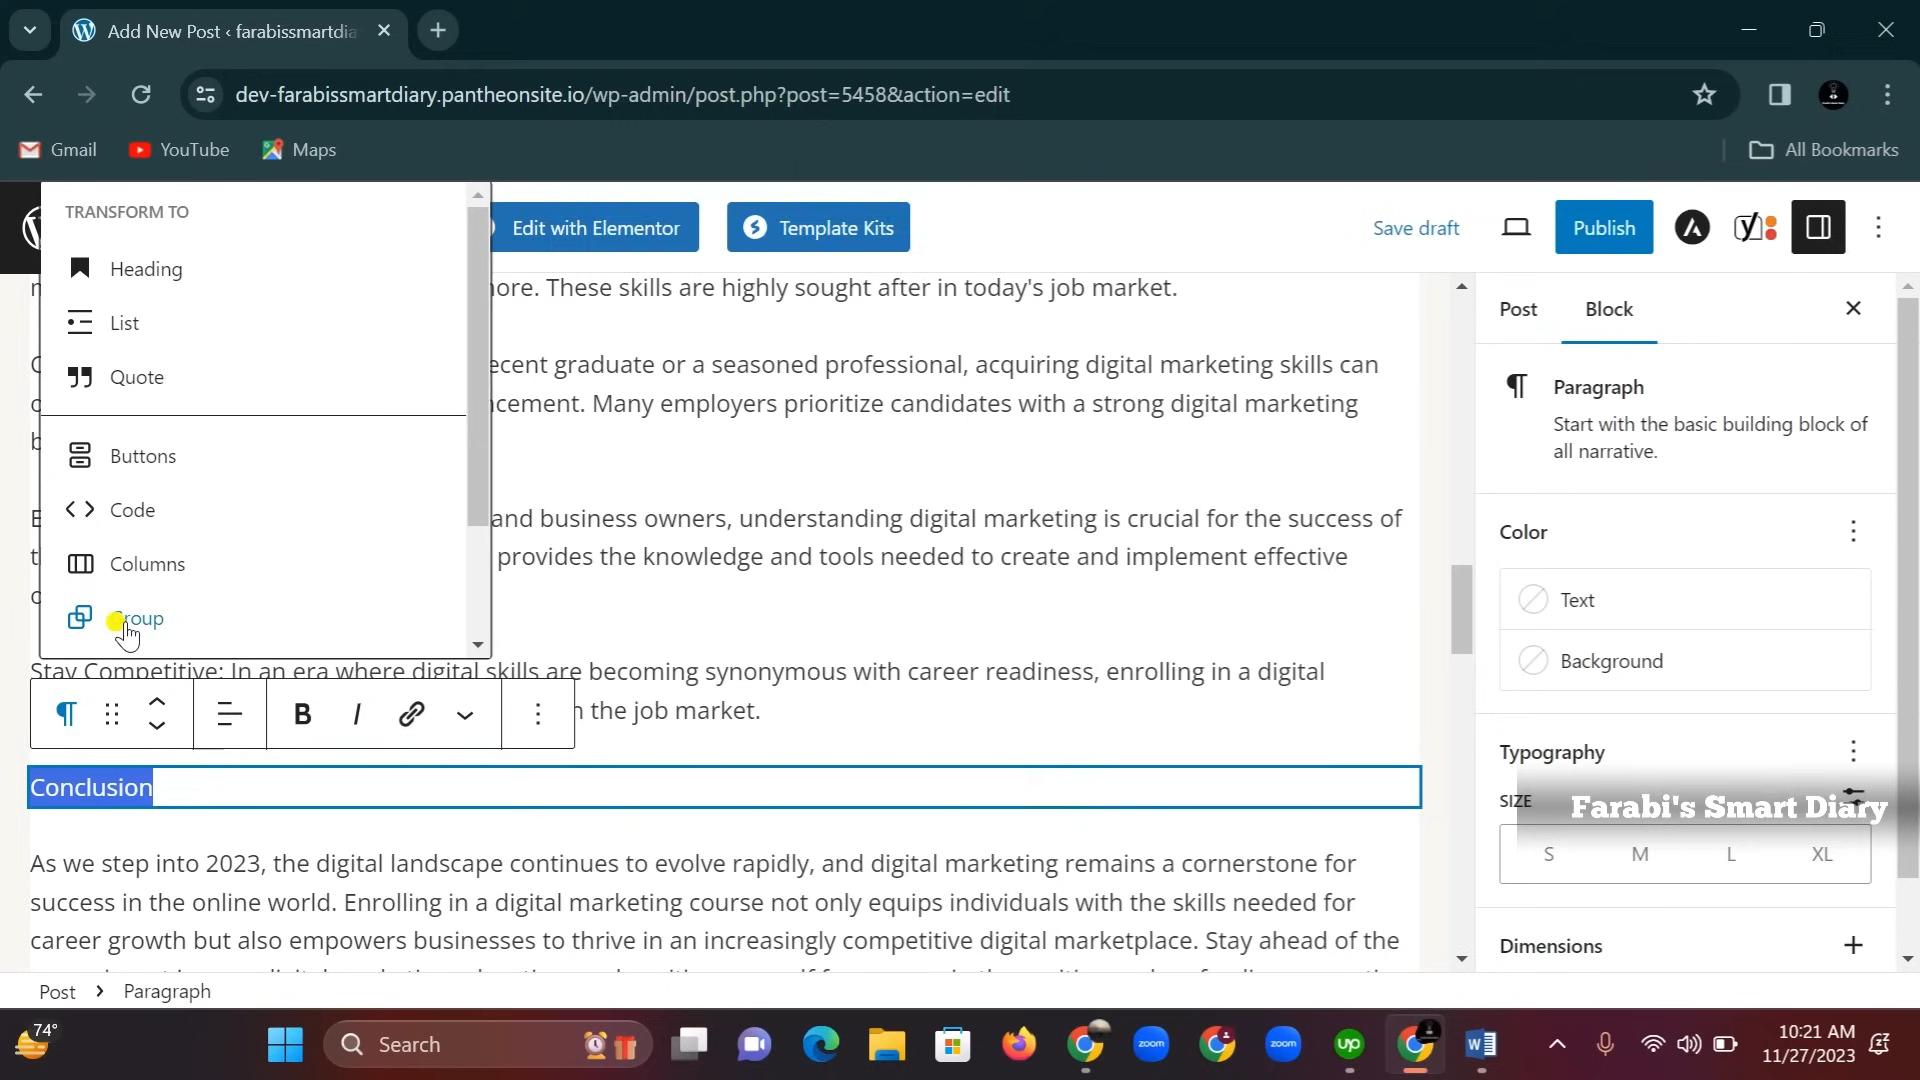 Add New Post ‹ farabissmartdia
dev-farabissmartdiary.pantheonsite.io/wp-admin/post.php?post=5458&action=edit
Gmail
YouTube
Maps
All Bookmarks
TRANSFORM TO
Heading
List
Quote
Buttons
Code
Columns
Group
Edit with Elementor
Template Kits
Save draft
Publish
ore. These skills are highly sought after in today's job market.
ecent graduate or a seasoned professional, acquiring digital marketing skills can
cement. Many employers prioritize candidates with a strong digital marketing
and business owners, understanding digital marketing is crucial for the success of
provides the knowledge and tools needed to create and implement effective
Stay Competitive: In an era where digital skills are becoming synonymous with career readiness, enrolling in a digital
the job market.
B I
Conclusion
As we step into 2023, the digital landscape continues to evolve rapidly, and digital marketing remains a cornerstone for
success in the online world. Enrolling in a digital marketing course not only equips individuals with the skills needed for
career growth but also empowers businesses to thrive in an increasingly competitive digital marketplace. Stay ahead of the
Post
Block
Paragraph
Start with the basic building block of
all narrative.
Color
Text
Background
Typography
SIZE
Farabi's Smart Diary
S M L XL
Dimensions
Post › Paragraph
74°
Search
zoom
zoom
up
10:21 AM
11/27/2023